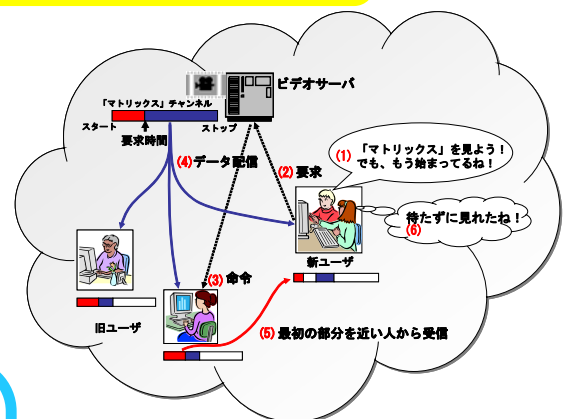 ビデオサーバ
「マトリックス」チャンネル
スタート
ストップ
要求時間
(1)
「マトリックス」を見よう！
でも、もう始まってるね！
(2) 要求
(4)データ配信
待たずに見れたね！
(6)
新ユーザ
(3)命令
旧ユーザ
(5) 最初の部分を近い人から受信